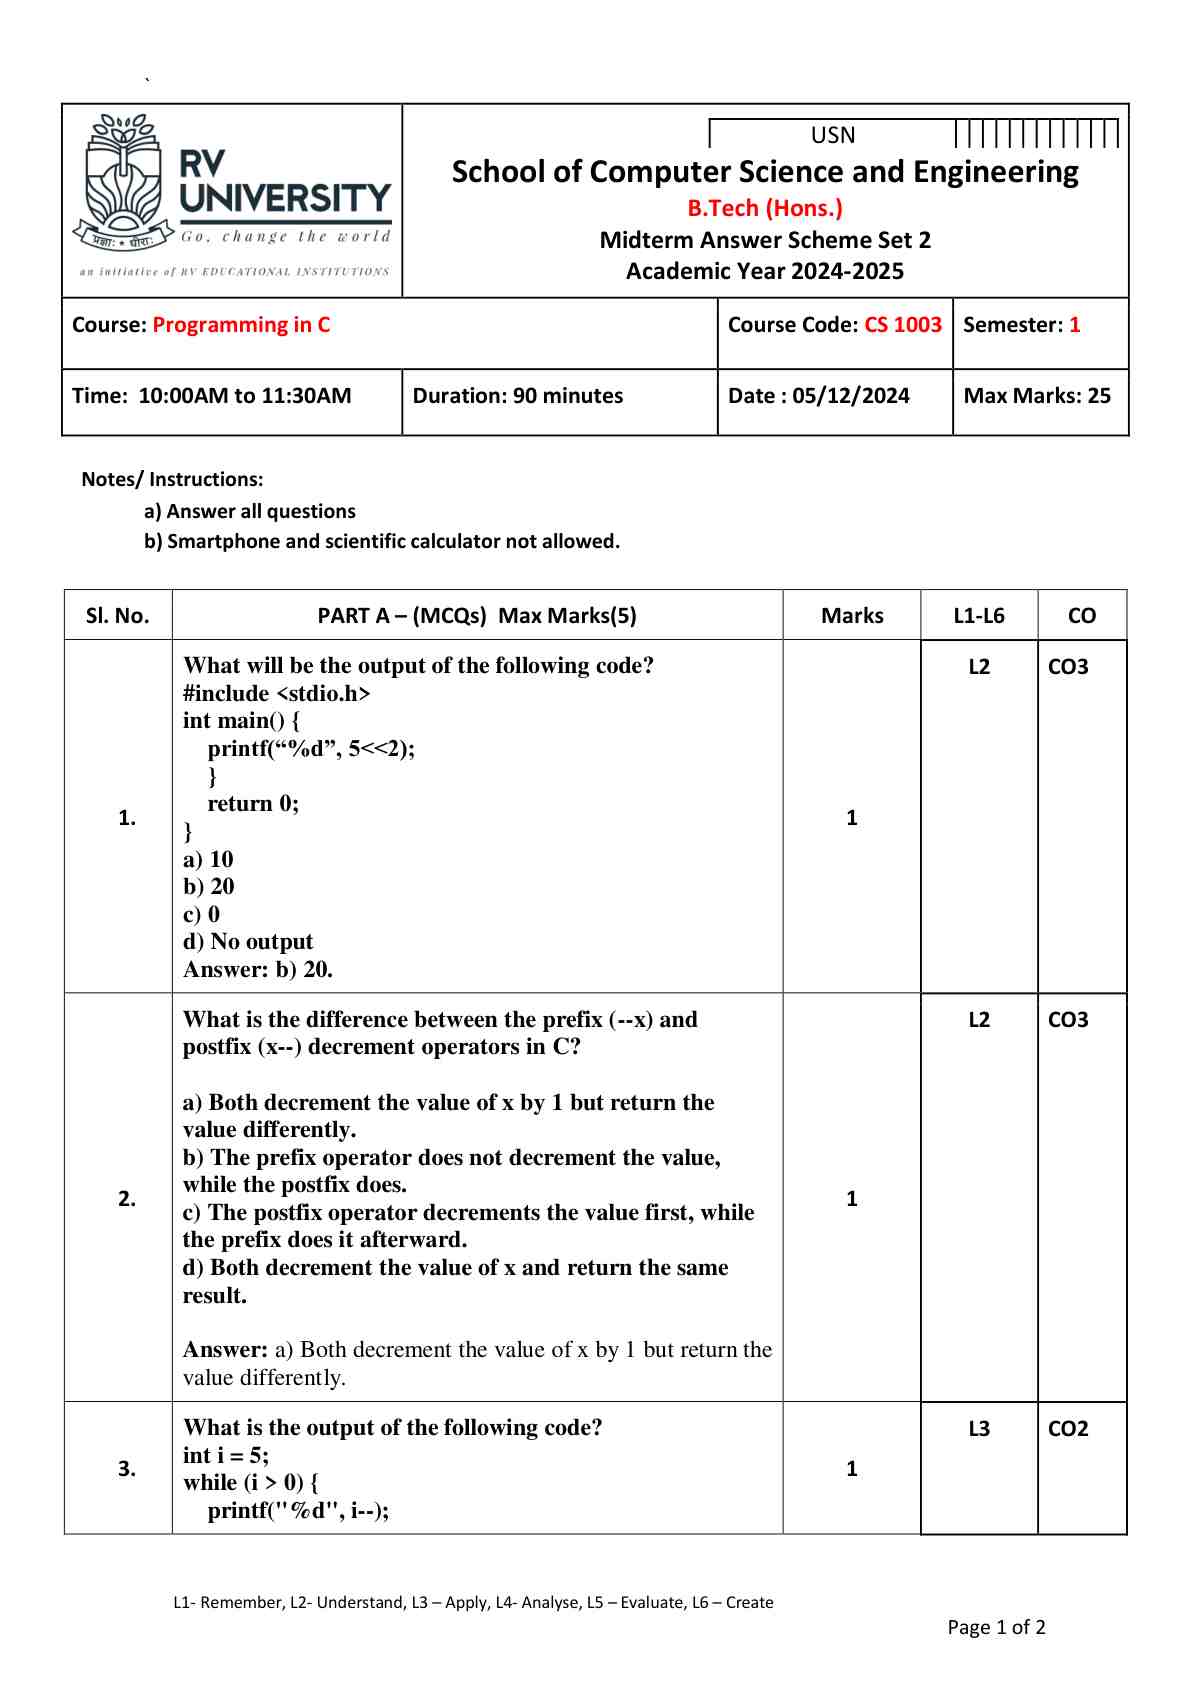 `
RV
UNIVERSITY
Go, change the world
प्रज्ञाः ★ धीराः
an initiative of RV EDUCATIONAL INSTITUTIONS
USN
School of Computer Science and Engineering
B.Tech (Hons.)
Midterm Answer Scheme Set 2
Academic Year 2024-2025
Course: Programming in C
Course Code: CS 1003
Semester: 1
Time: 10:00AM to 11:30AM
Duration: 90 minutes
Date : 05/12/2024
Max Marks: 25
Notes/ Instructions:
a) Answer all questions
b) Smartphone and scientific calculator not allowed.
Sl. No.
PART A – (MCQs) Max Marks(5)
Marks
L1-L6
CO
1.
What will be the output of the following code?
#include <stdio.h>
int main() {
printf(“%d”, 5<<2);
}
return 0;
}
a) 10
b) 20
c) 0
d) No output
Answer: b) 20.
1
L2
CO3
2.
What is the difference between the prefix (--x) and
postfix (x--) decrement operators in C?
a) Both decrement the value of x by 1 but return the
value differently.
b) The prefix operator does not decrement the value,
while the postfix does.
c) The postfix operator decrements the value first, while
the prefix does it afterward.
d) Both decrement the value of x and return the same
result.
Answer: a) Both decrement the value of x by 1 but return the
value differently.
1
L2
CO3
3.
What is the output of the following code?
int i = 5;
while (i > 0) {
printf("%d", i--);
1
L3
CO2
L1- Remember, L2- Understand, L3 – Apply, L4- Analyse, L5 – Evaluate, L6 – Create
Page 1 of 2